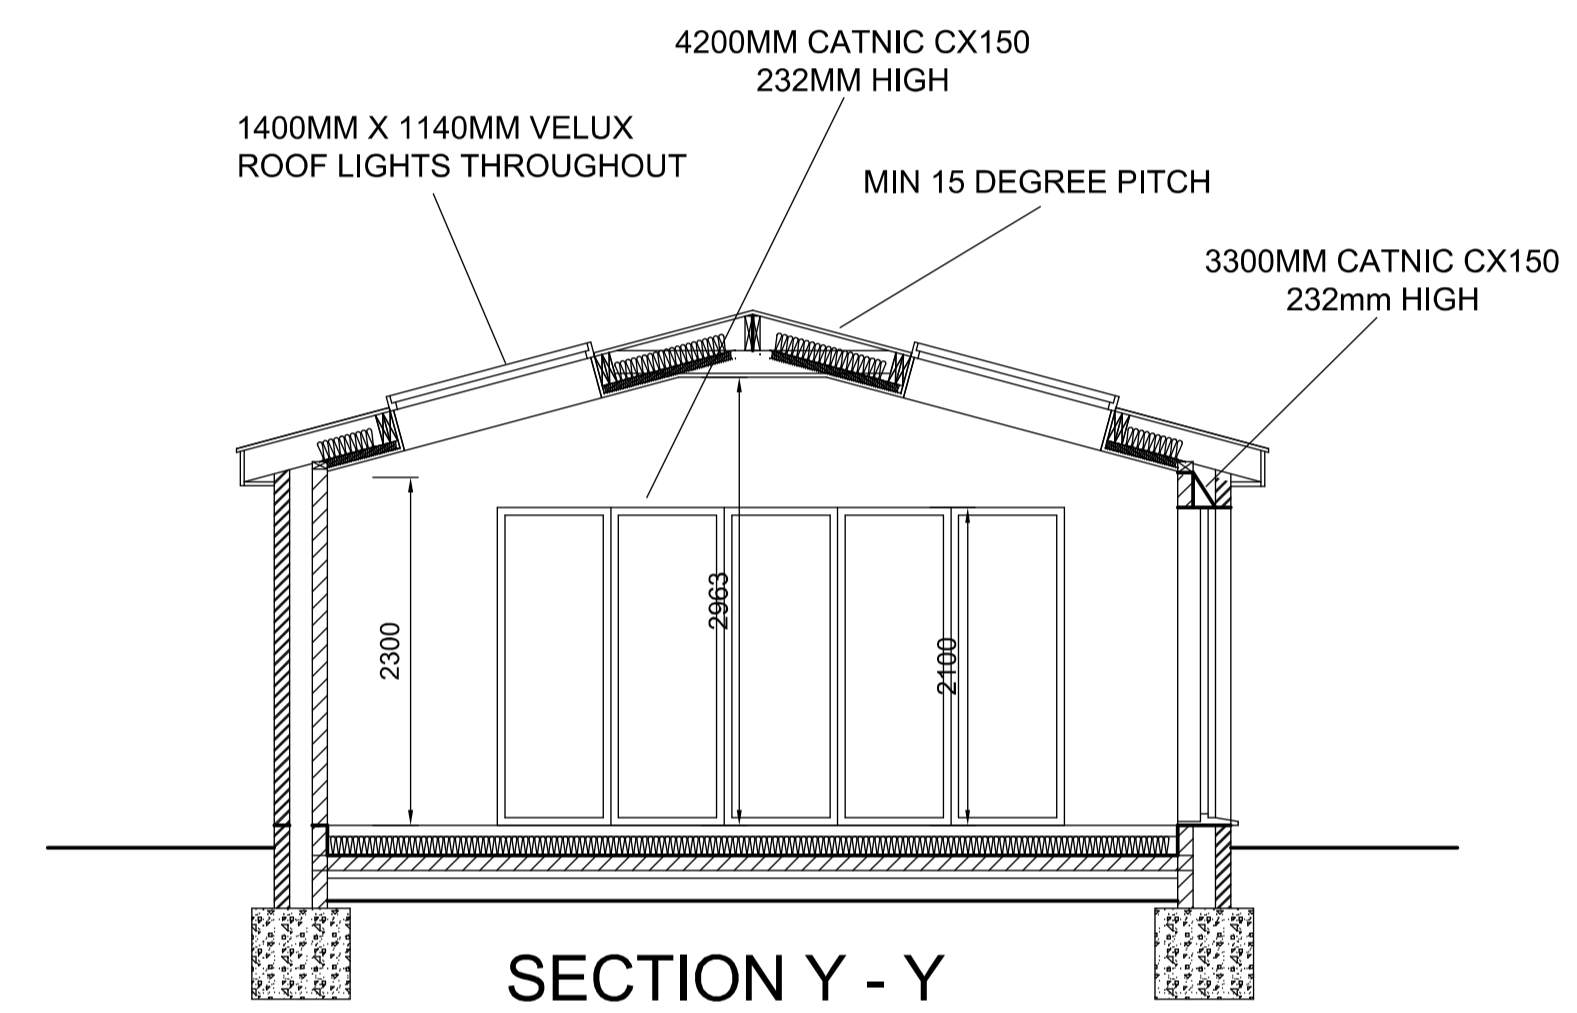 4200MM CATNIC CX150
232MM HIGH
1400MM X 1140MM VELUX
ROOF LIGHTS THROUGHOUT
MIN 15 DEGREE PITCH
3300MM CATNIC CX150
232mm HIGH
2300
2963
2100
SECTION Y - Y